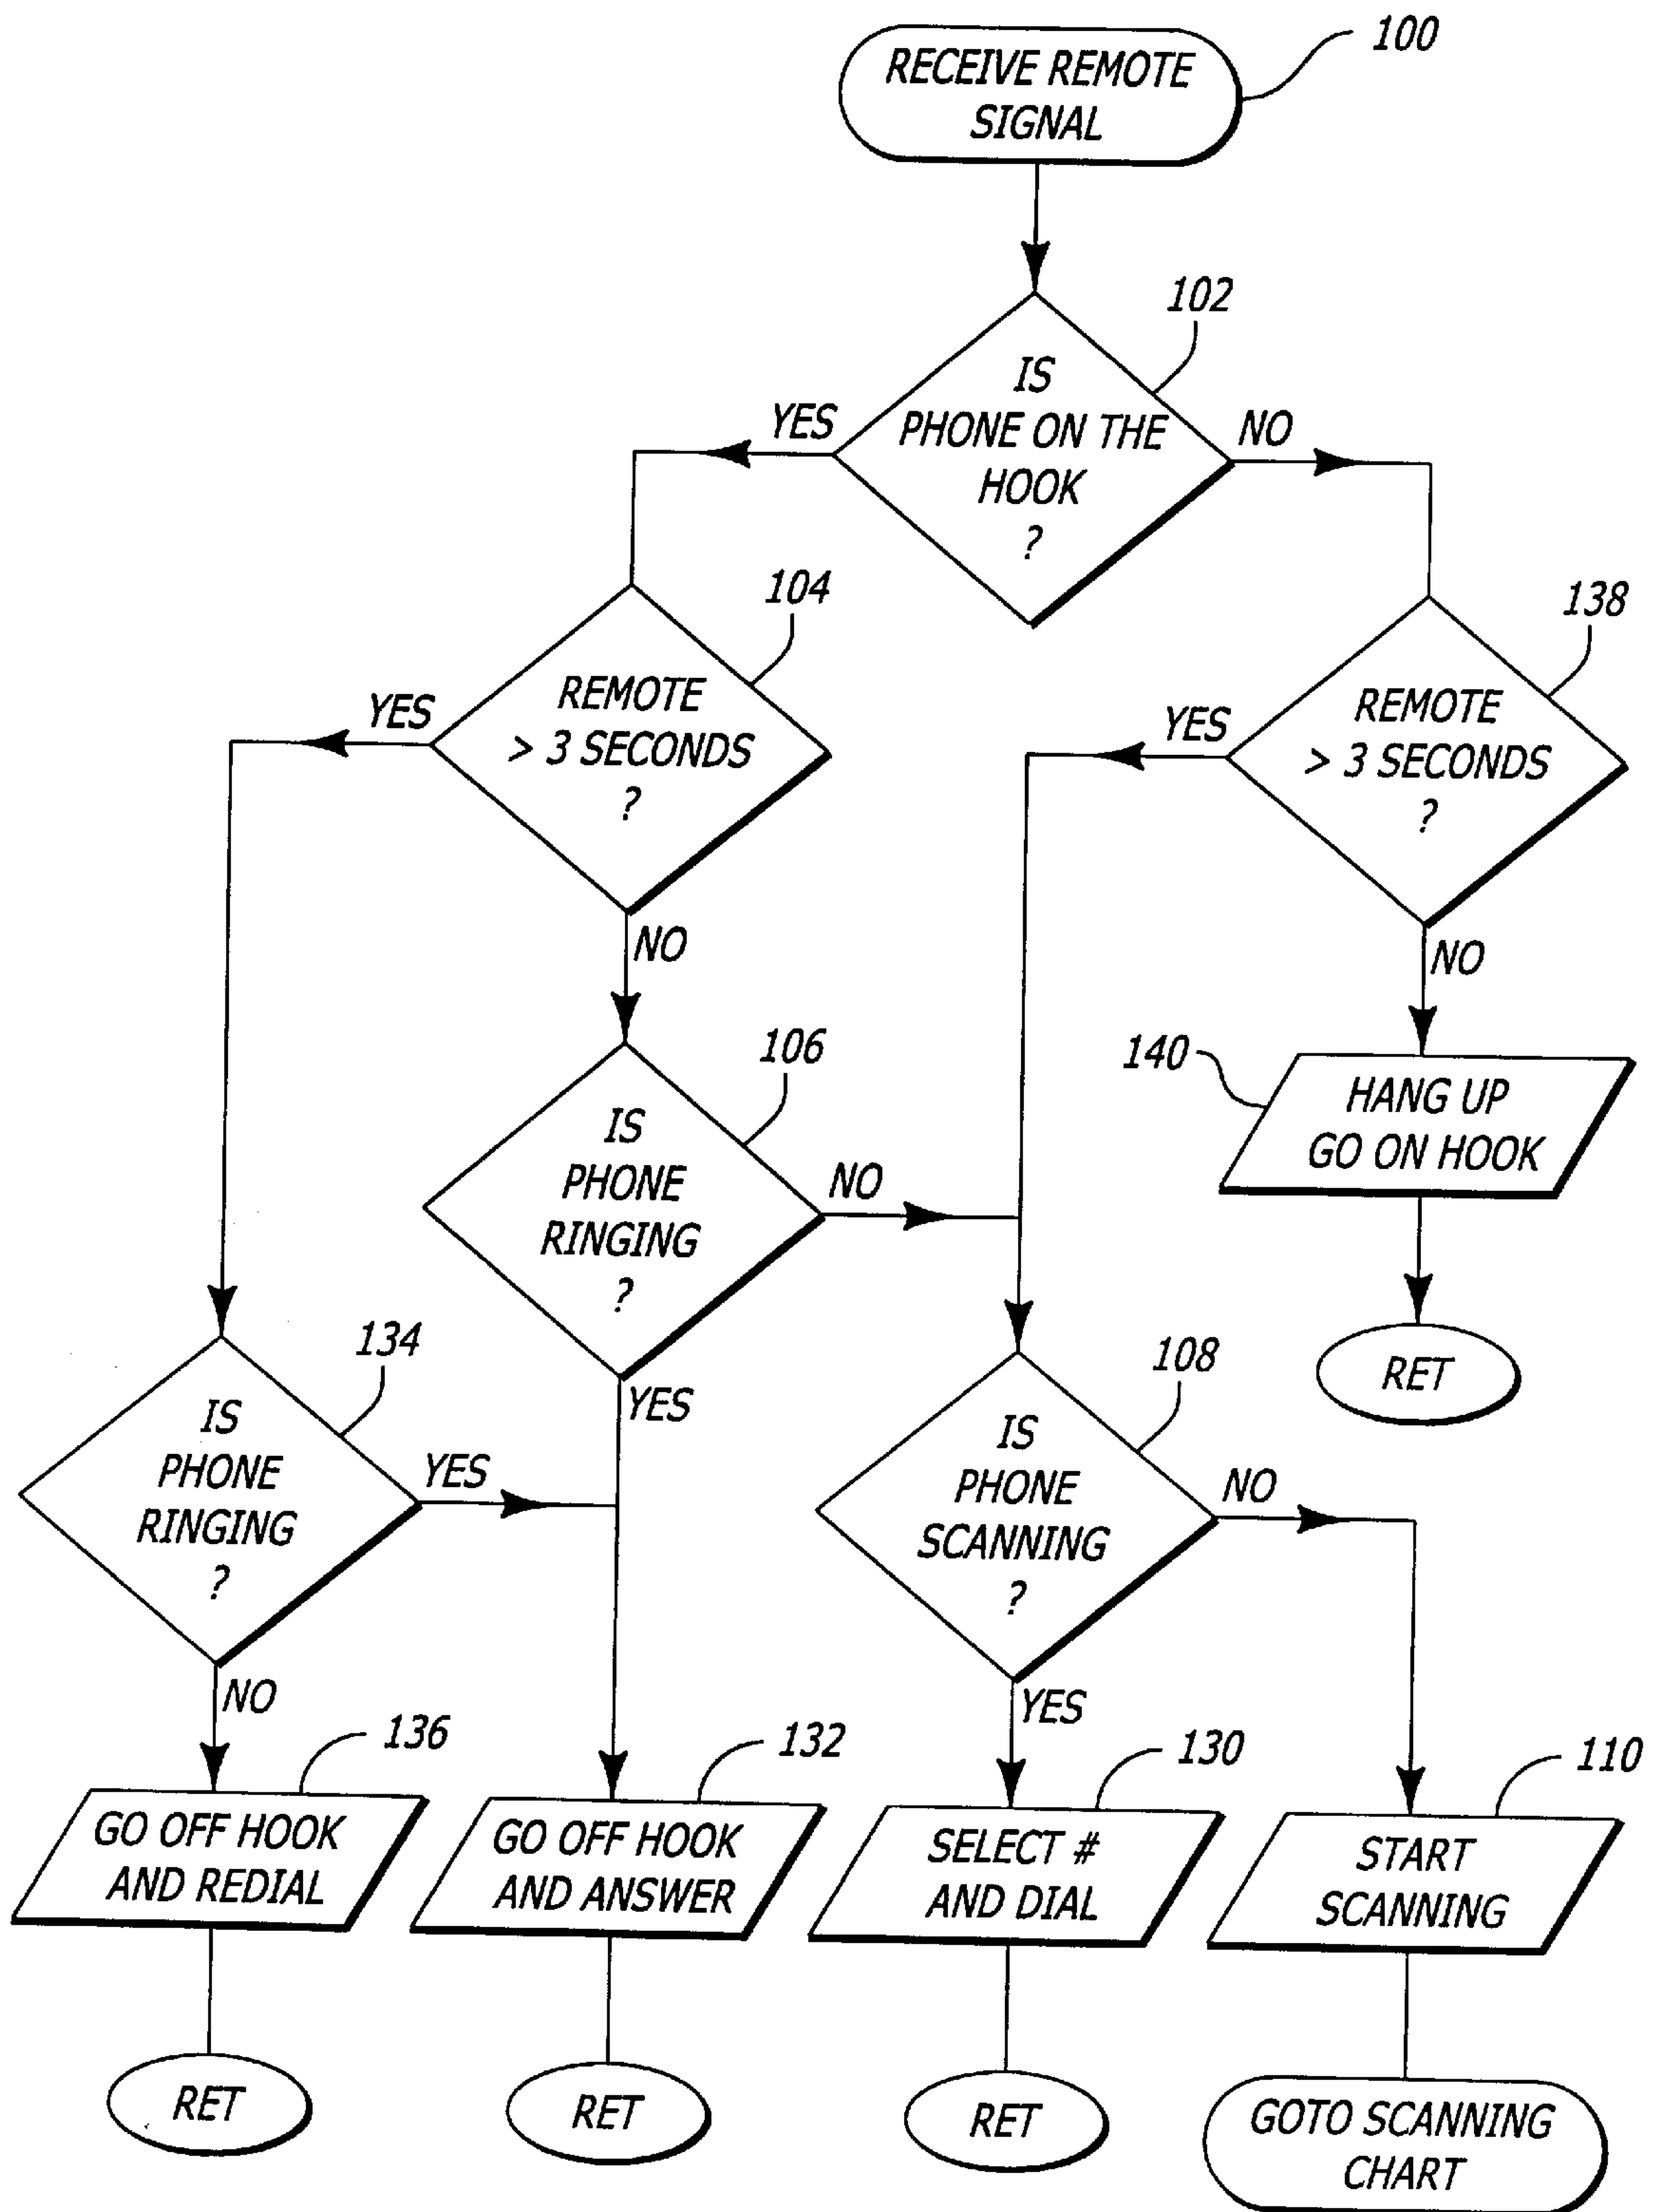 100
RECEIVE REMOTE
SIGNAL
102
IS
PHONE ON THE
HOOK
?
YES
NO
104
REMOTE
> 3 SECONDS
?
YES
NO
138
REMOTE
> 3 SECONDS
?
YES
NO
106
IS
PHONE
RINGING
?
NO
YES
140
HANG UP
GO ON HOOK
RET
134
IS
PHONE
RINGING
?
YES
NO
108
IS
PHONE
SCANNING
?
NO
YES
136
GO OFF HOOK
AND REDIAL
132
GO OFF HOOK
AND ANSWER
130
SELECT #
AND DIAL
110
START
SCANNING
RET
RET
RET
GOTO SCANNING
CHART